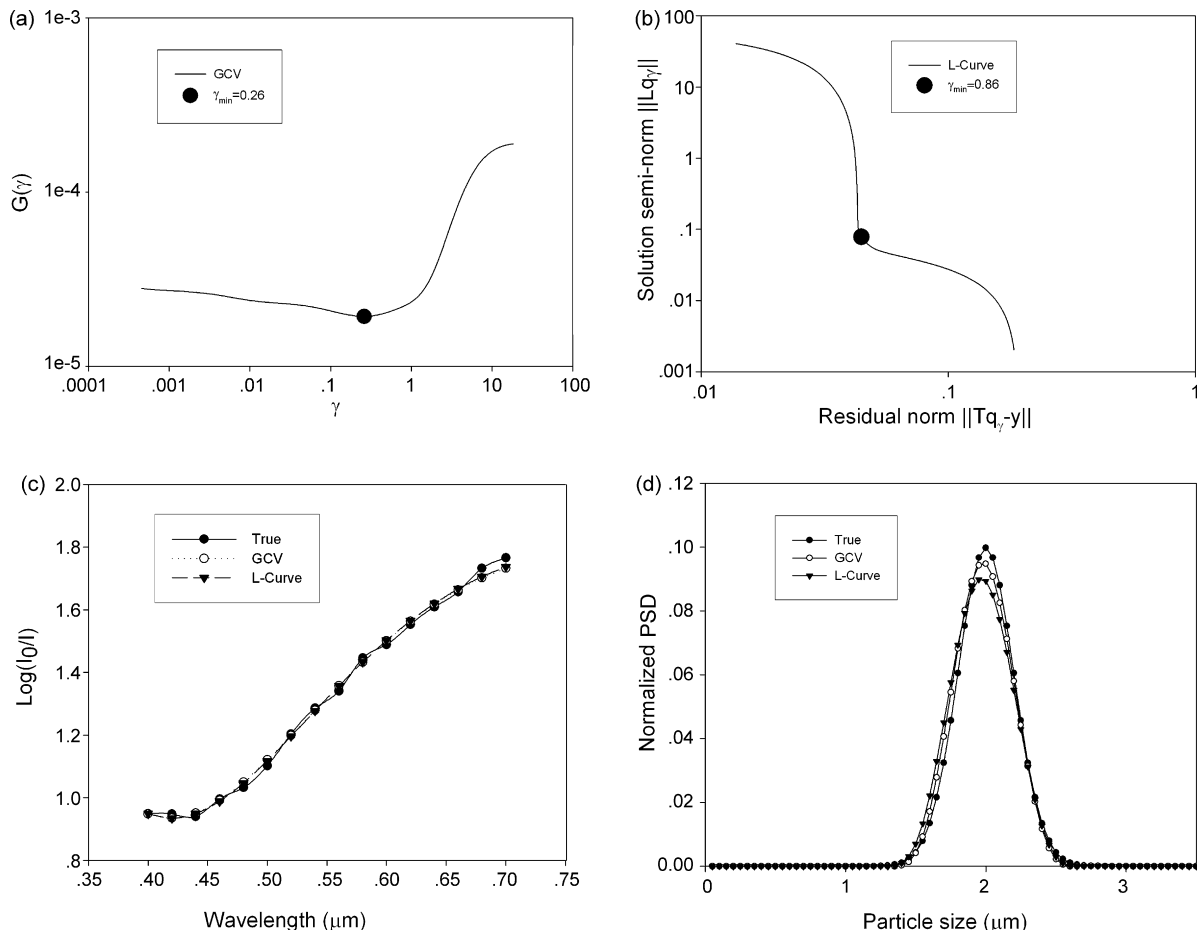 (a)
1e-3
1e-4
1e-5
G(γ)
GCV
γmin=0.26
.0001
.001
.01
.1
1
10
100
γ
(b)
100
10
1
.1
.01
.001
Solution semi-norm ||Lqγ||
L-Curve
γmin=0.86
.01
.1
1
Residual norm ||Tqγ-y||
(c)
2.0
1.8
1.6
1.4
1.2
1.0
.8
Log(I0/I)
True
GCV
L-Curve
.35
.40
.45
.50
.55
.60
.65
.70
.75
Wavelength (μm)
(d)
.12
.10
.08
.06
.04
.02
0.00
Normalized PSD
True
GCV
L-Curve
0
1
2
3
Particle size (μm)